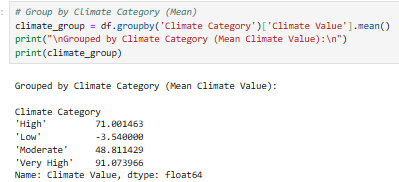 :
# Group by Climate Category (Mean)
climate_group = df.groupby('Climate Category')['Climate Value'].mean()
print("\nGrouped by Climate Category (Mean Climate Value):\n")
print(climate_group)
Grouped by Climate Category (Mean Climate Value):
Climate Category
'High' 71.001463
'Low' -3.540000
'Moderate' 48.811429
'Very High' 91.073966
Name: Climate Value, dtype: float64